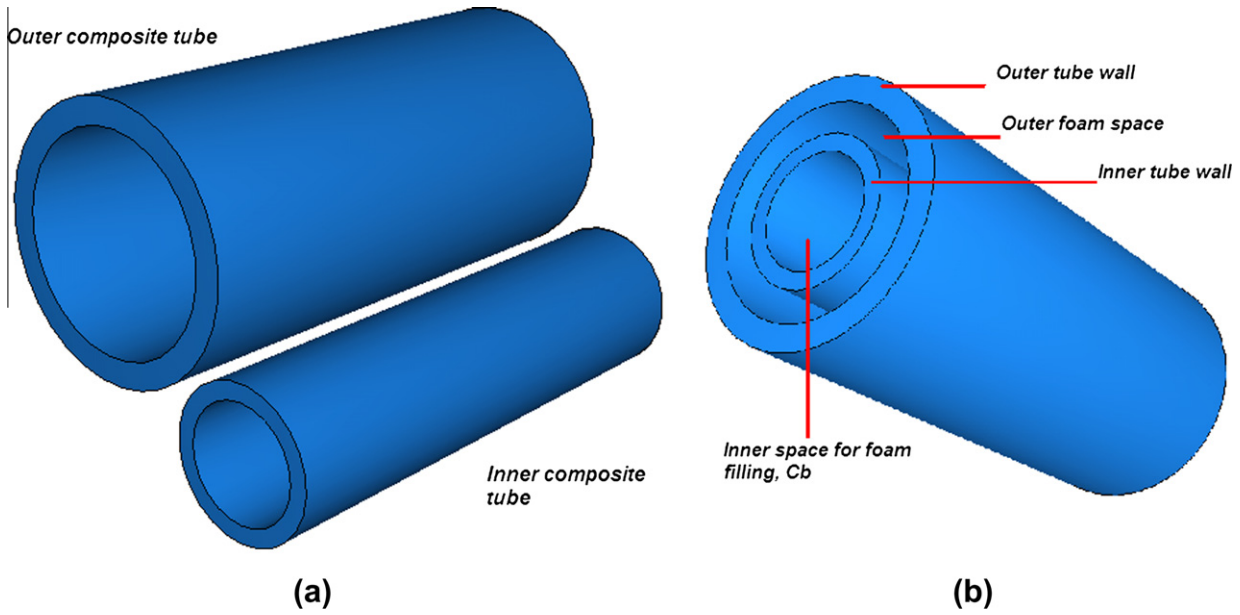 Outer composite tube
Inner composite
tube
(a)
Outer tube wall
Outer foam space
Inner tube wall
Inner space for foam
filling, Cb
(b)